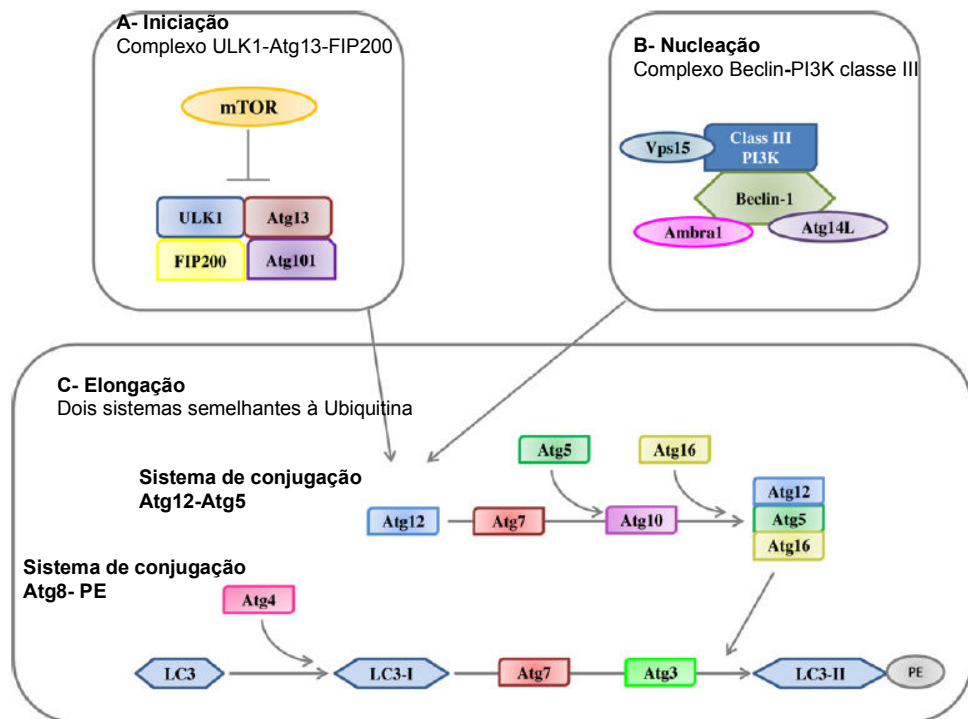 A- Iniciação
Complexo ULK1-Atg13-FIP200
mTOR
ULK1
Atg13
FIP200
Atg101
B- Nucleação
Complexo Beclin-PI3K classe III
Vps15
Class III
PI3K
Beclin-1
Ambra1
Atg14L
C- Elongação
Dois sistemas semelhantes à Ubiquitina
Sistema de conjugação
Atg12-Atg5
Atg5
Atg16
Atg12
Atg7
Atg10
Atg12
Atg5
Atg16
Sistema de conjugação
Atg8- PE
Atg4
LC3
LC3-I
Atg7
Atg3
LC3-II
PE